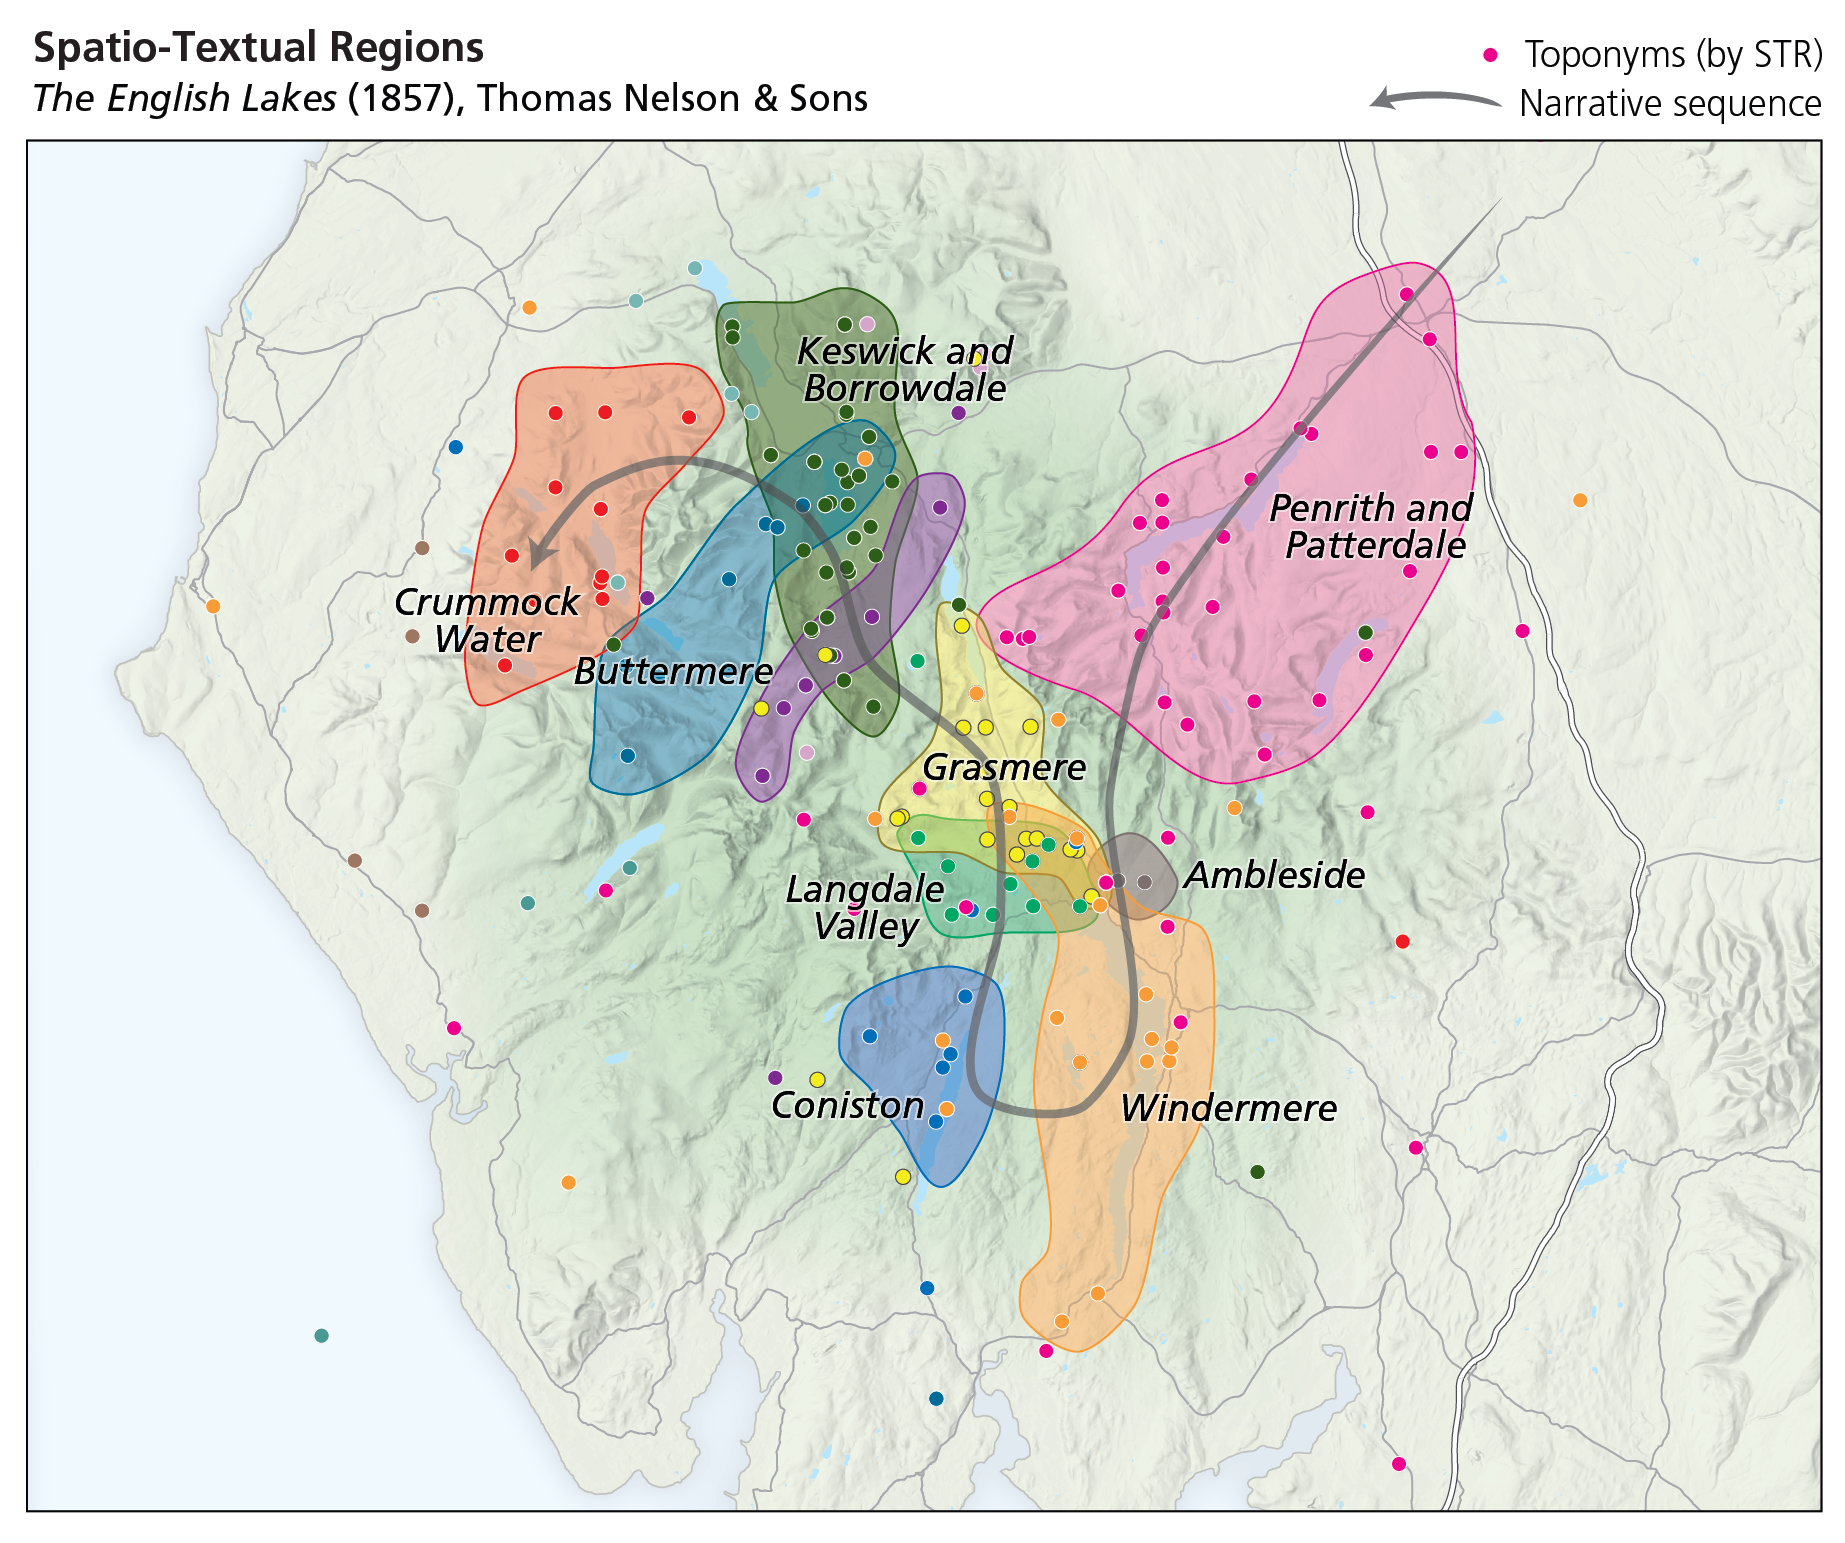 Spatio-Textual Regions
The English Lakes (1857), Thomas Nelson & Sons
Toponyms (by STR)
Narrative sequence
Keswick and
Borrowdale
Penrith and
Patterdale
Crummock
Water
Buttermere
Grasmere
Langdale
Valley
Ambleside
Coniston
Windermere